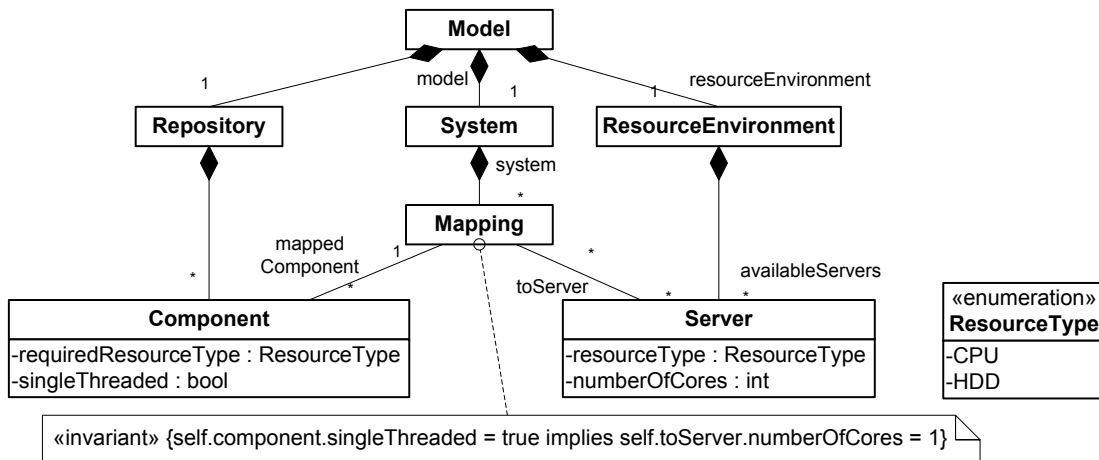 Model
model
resourceEnvironment
1
1
1
Repository
System
ResourceEnvironment
system
*
Mapping
mapped
Component
1
*
toServer
availableServers
*
*
*
*
Component
-requiredResourceType : ResourceType
-singleThreaded : bool
Server
-resourceType : ResourceType
-numberOfCores : int
«enumeration»
ResourceType
-CPU
-HDD
«invariant» {self.component.singleThreaded = true implies self.toServer.numberOfCores = 1}